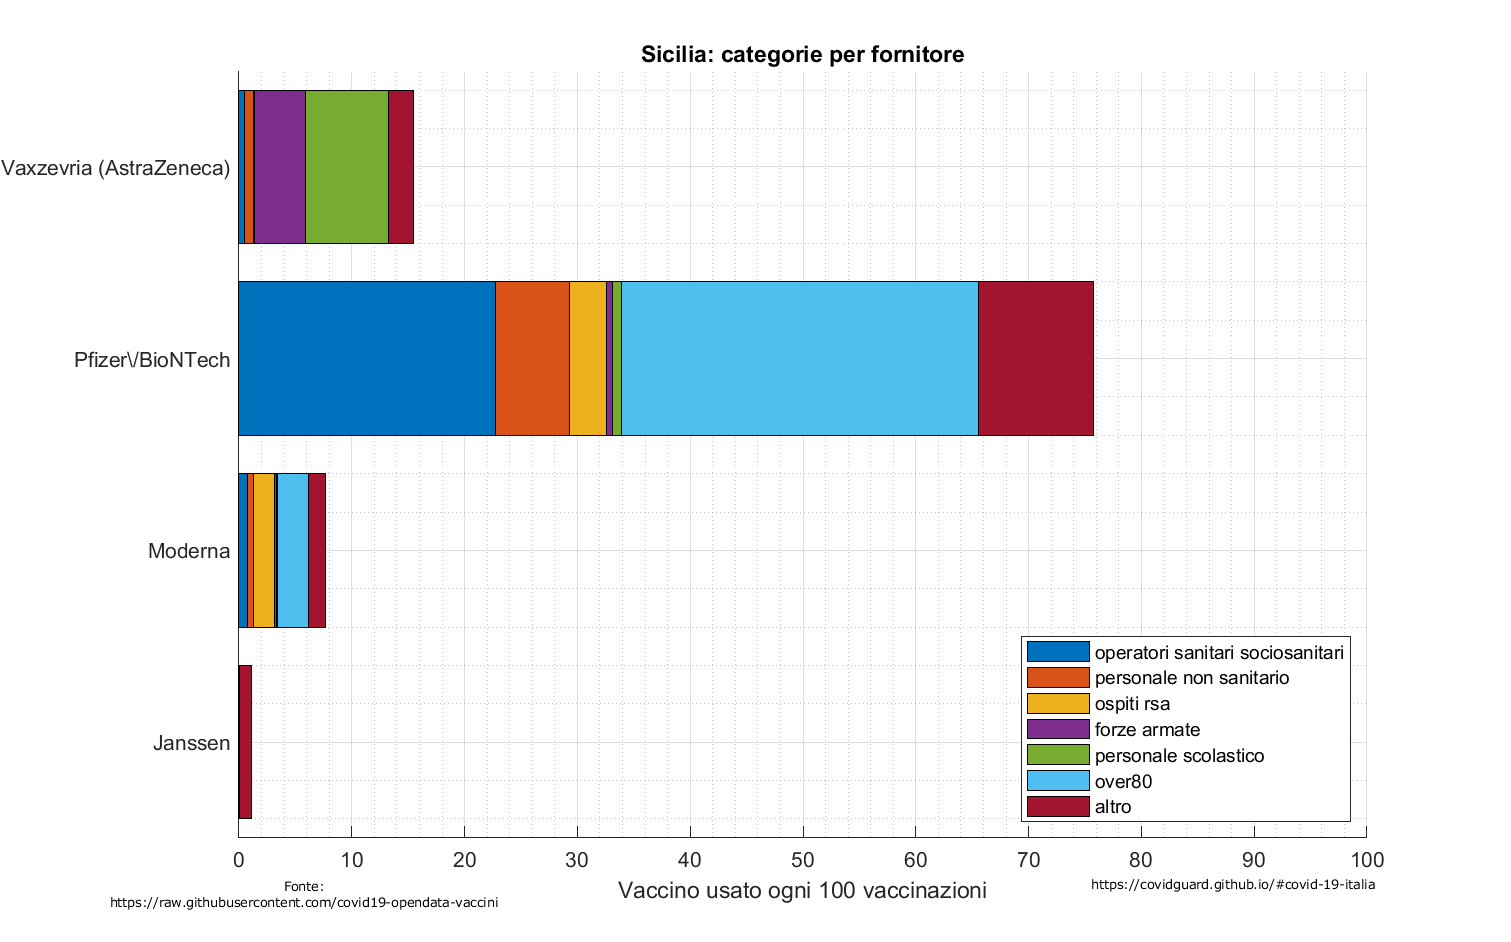 Sicilia: categorie per fornitore
Vaxzevria (AstraZeneca)
Pfizer\/BioNTech
Moderna
Janssen
operatori sanitari sociosanitari
personale non sanitario
ospiti rsa
forze armate
personale scolastico
over80
altro
0 10 20 30 40 50 60 70 80 90 100
Vaccino usato ogni 100 vaccinazioni
Fonte:
https://raw.githubusercontent.com/covid19-opendata-vaccini
https://covidguard.github.io/#covid-19-italia